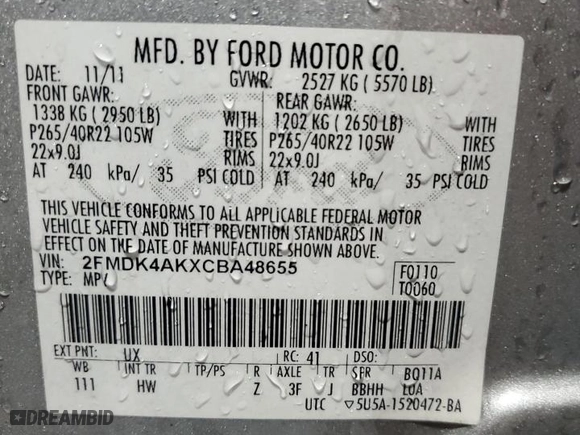 MFD. BY FORD MOTOR CO.
DATE: 11/11 GVWR: 2527 KG ( 5570 LB)
FRONT GAWR: REAR GAWR:
1338 KG ( 2950 LB) 1202 KG ( 2650 LB)
P265/40R22 105W TIRES P265/40R22 105W TIRES
22x9.0J RIMS 22x9.0J RIMS
AT 240 kPa/ 35 PSI COLD AT 240 kPa/ 35 PSI COLD
THIS VEHICLE CONFORMS TO ALL APPLICABLE FEDERAL MOTOR
VEHICLE SAFETY AND THEFT PREVENTION STANDARDS IN
EFFECT ON THE DATE OF MANUFACTURE SHOWN ABOVE.
VIN: 2FMDK4AKXCBA48655 F0110
TYPE: MPV T0060
EXT PNT: UX RC: 41 DSO:
WB INT TR TP/PS R AXLE TR SPR BQ11A
111 HW Z 3F J BBHH LOA
UTC ▽5U5A-1520472-BA
DREAMBID